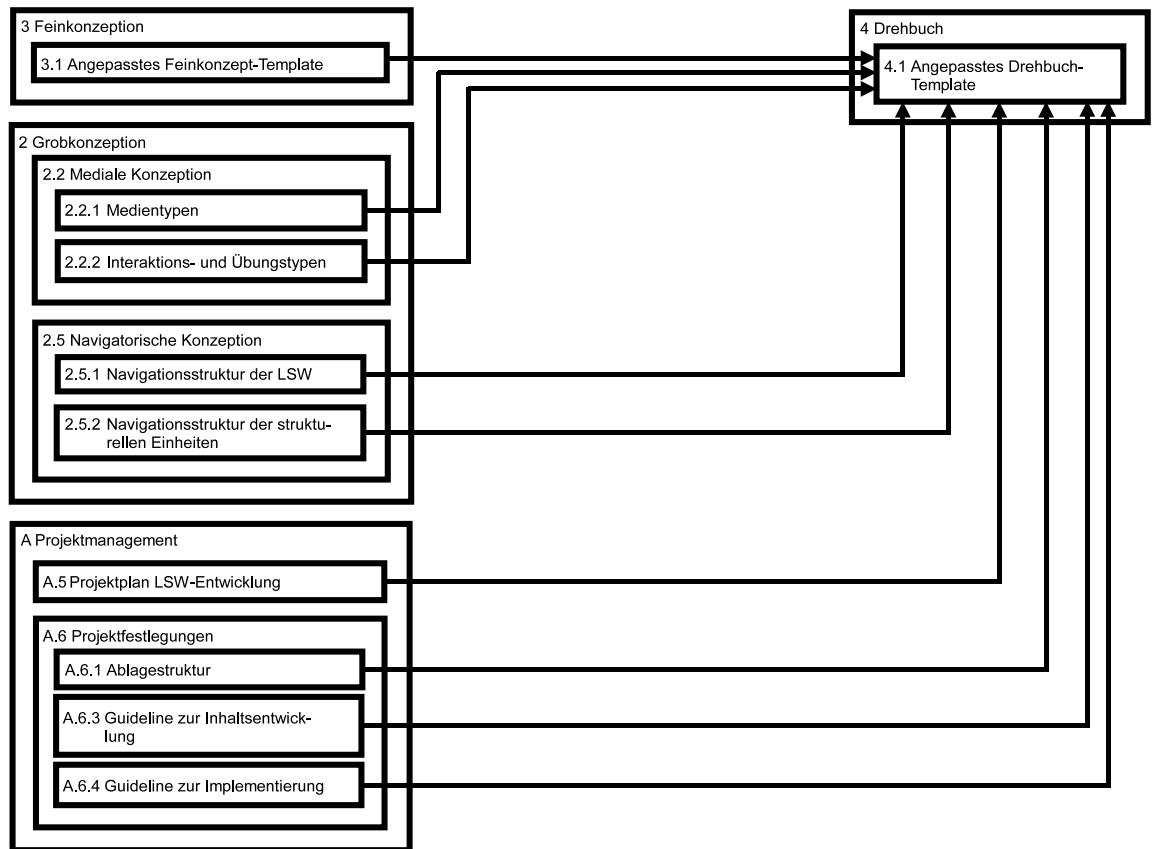 3 Feinkonzeption
3.1 Angepasstes Feinkonzept-Template
4 Drehbuch
4.1 Angepasstes Drehbuch-
Template
2 Grobkonzeption
2.2 Mediale Konzeption
2.2.1 Medientypen
2.2.2 Interaktions- und Übungstypen
2.5 Navigatorische Konzeption
2.5.1 Navigationsstruktur der LSW
2.5.2 Navigationsstruktur der struktu-
rellen Einheiten
A Projektmanagement
A.5 Projektplan LSW-Entwicklung
A.6 Projektfestlegungen
A.6.1 Ablagestruktur
A.6.3 Guideline zur Inhaltsentwick-
lung
A.6.4 Guideline zur Implementierung